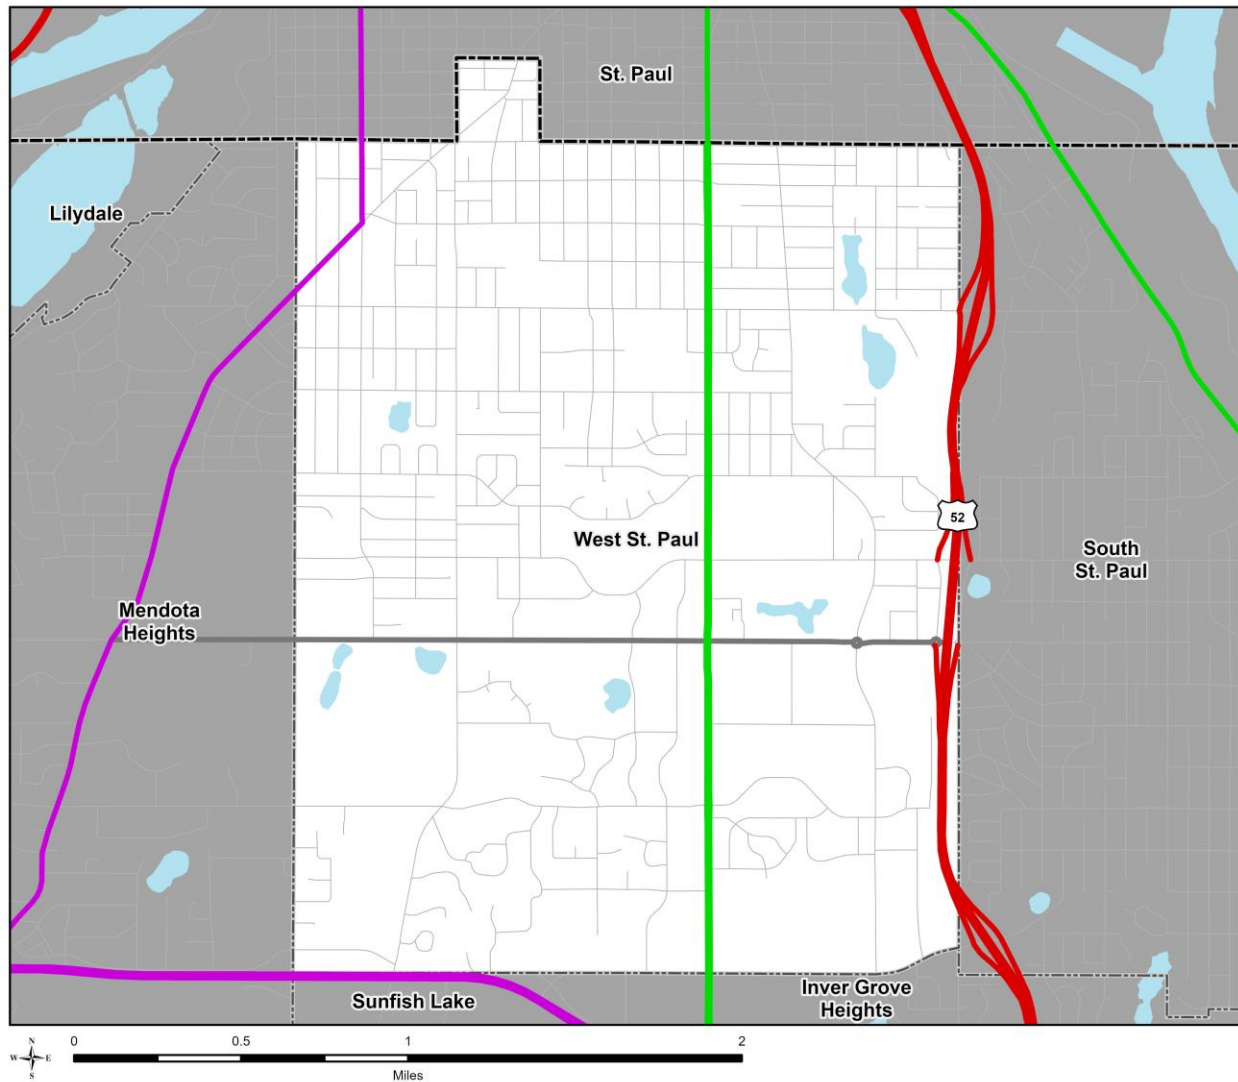 St. Paul
Lilydale
52
West St. Paul
South
St. Paul
Mendota
Heights
Sunfish Lake
Inver Grove
Heights
N
W E
S
0 0.5 1 2
Miles